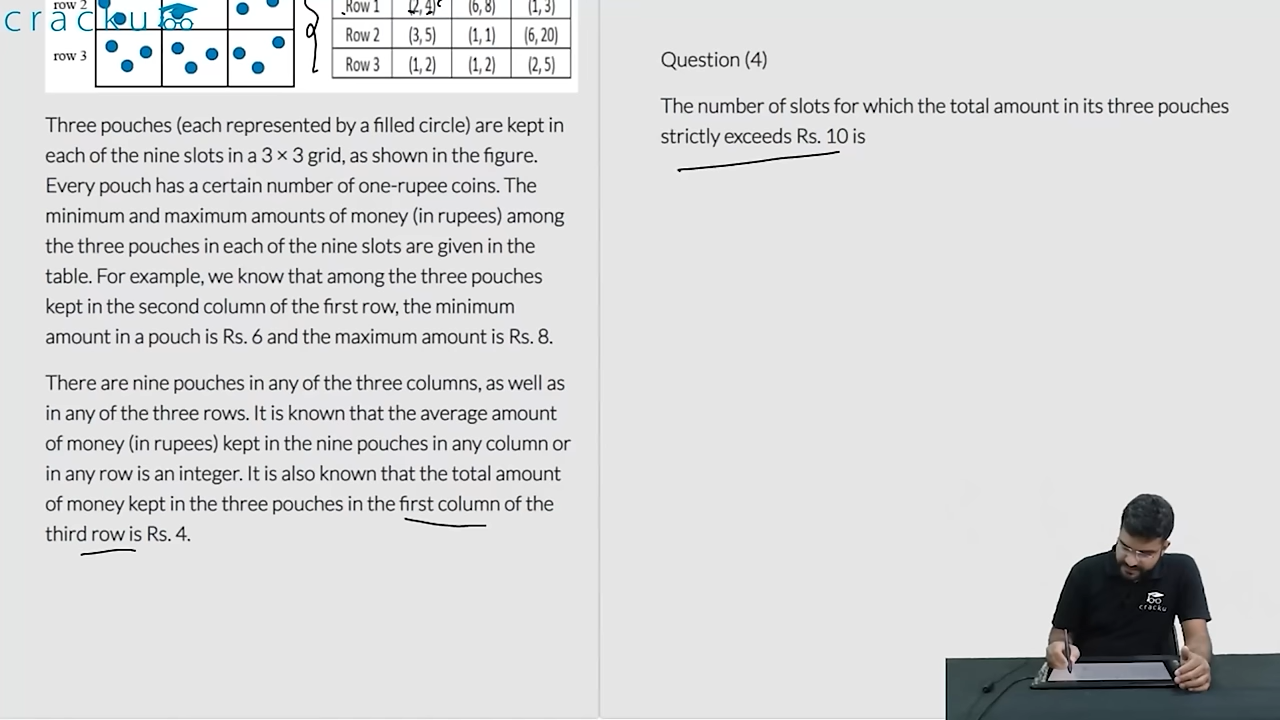 cracku
row 2
row 3
Row 1 (2, 4) (6, 8) (1, 3)
Row 2 (3, 5) (1, 1) (6, 20)
Row 3 (1, 2) (1, 2) (2, 5)
Three pouches (each represented by a filled circle) are kept in
each of the nine slots in a 3 × 3 grid, as shown in the figure.
Every pouch has a certain number of one-rupee coins. The
minimum and maximum amounts of money (in rupees) among
the three pouches in each of the nine slots are given in the
table. For example, we know that among the three pouches
kept in the second column of the first row, the minimum
amount in a pouch is Rs. 6 and the maximum amount is Rs. 8.
There are nine pouches in any of the three columns, as well as
in any of the three rows. It is known that the average amount
of money (in rupees) kept in the nine pouches in any column or
in any row is an integer. It is also known that the total amount
of money kept in the three pouches in the first column of the
third row is Rs. 4.
Question (4)
The number of slots for which the total amount in its three pouches
strictly exceeds Rs. 10 is
cracku